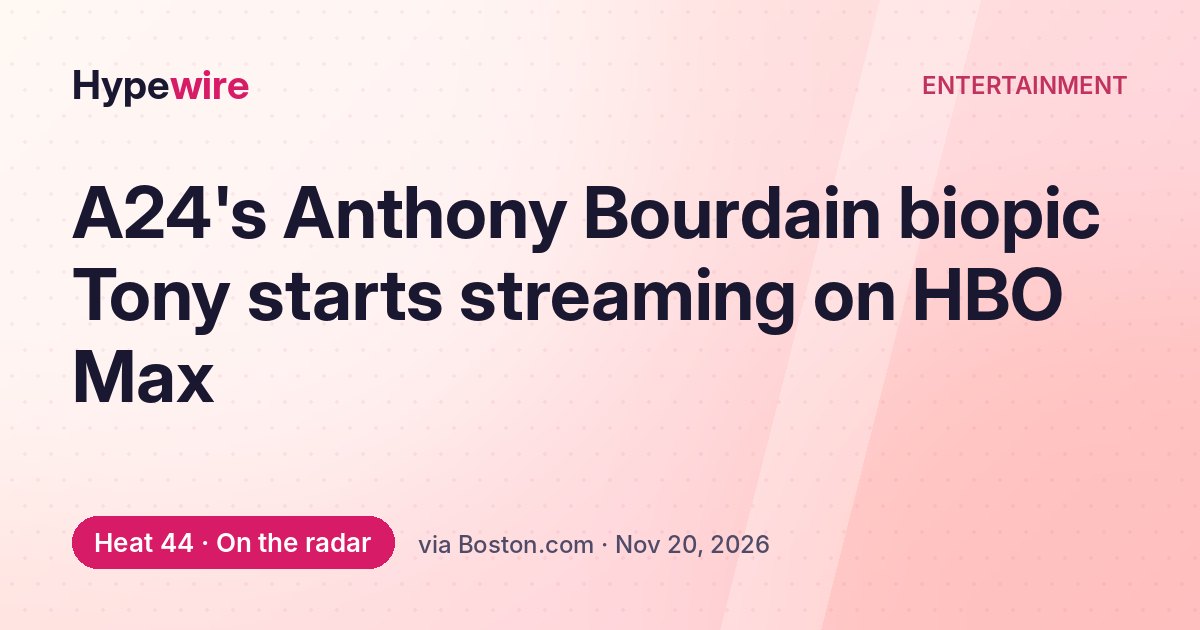 Hypewire
ENTERTAINMENT
A24's Anthony Bourdain biopic
Tony starts streaming on HBO
Max
Heat 44 · On the radar
via Boston.com · Nov 20, 2026